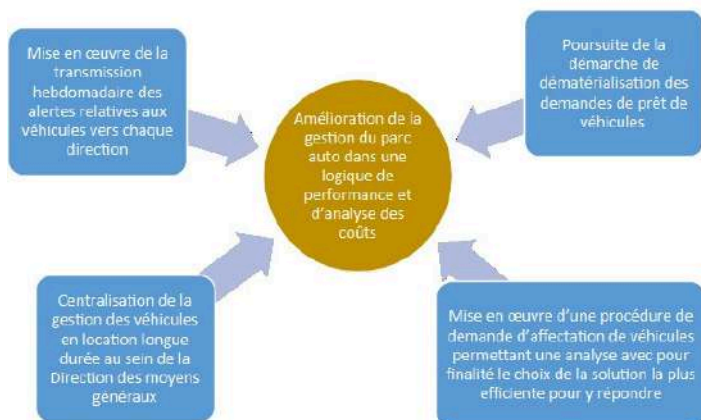 Mise en œuvre de la
transmission
hebdomadaire des
alertes relatives aux
véhicules vers chaque
direction
Poursuite de la
démarche de
dématérialisation des
demandes de prêt de
véhicules
Amélioration de la
gestion du parc
auto dans une
logique de
performance et
d'analyse des
coûts
Centralisation de la
gestion des véhicules
en location longue
durée au sein de la
Direction des moyens
généraux
Mise en œuvre d'une procédure de
demande d'affectation de véhicules
permettant une analyse avec pour
finalité le choix de la solution la plus
efficiente pour y répondre